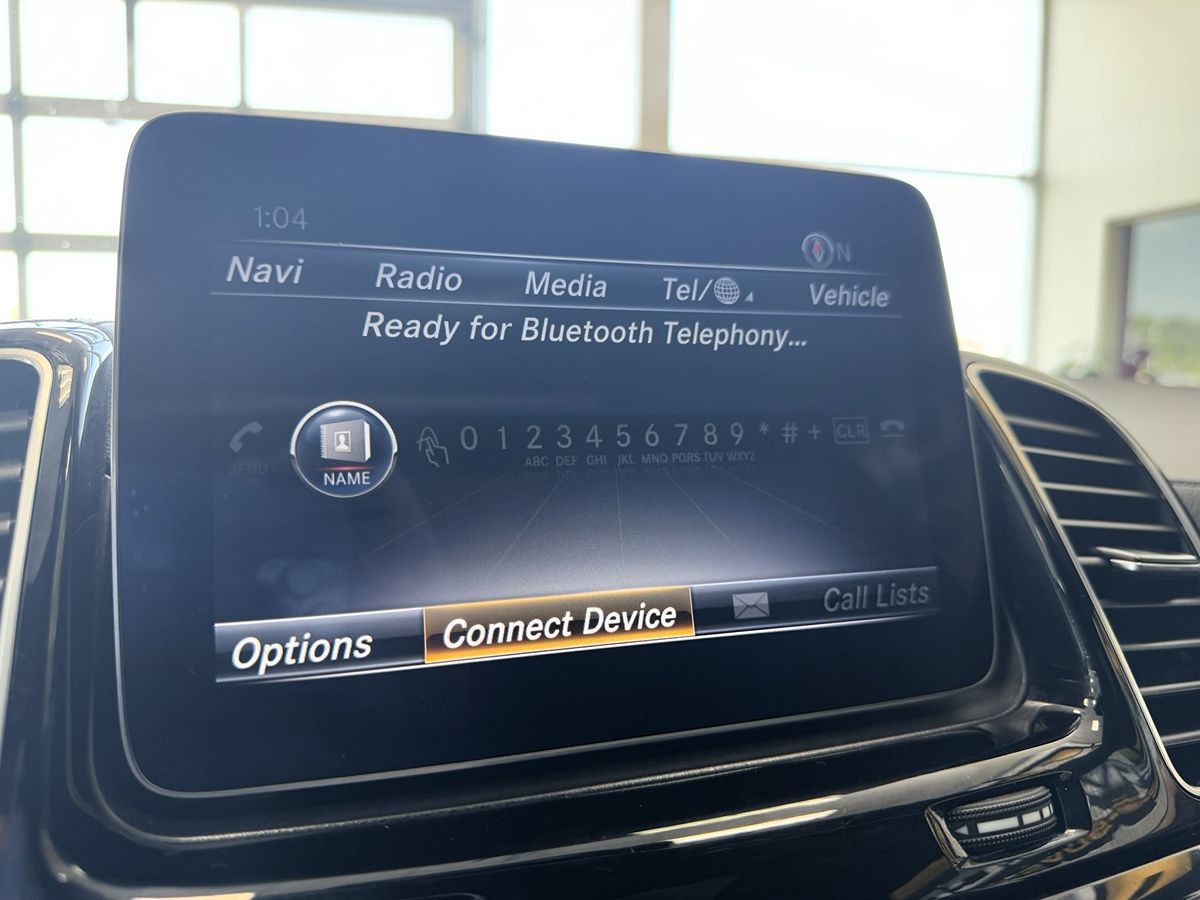 1:04
N
Navi Radio Media Tel/ Vehicle
Ready for Bluetooth Telephony...
SEND
NAME
0 1 2 3 4 5 6 7 8 9 * # + CLR
ABC DEF GHI JKL MNO PQRS TUV WXYZ
Options Connect Device Call Lists